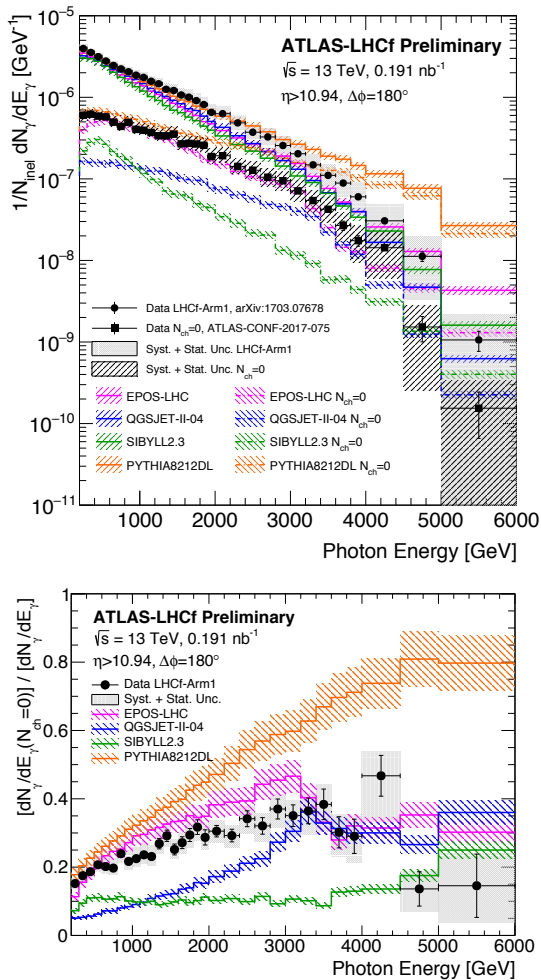 1/N_inel dN_γ/dE_γ [GeV⁻¹]
10⁻⁵
10⁻⁶
10⁻⁷
10⁻⁸
10⁻⁹
10⁻¹⁰
10⁻¹¹
ATLAS-LHCf Preliminary
√s = 13 TeV, 0.191 nb⁻¹
η>10.94, Δϕ=180°
Data LHCf-Arm1, arXiv:1703.07678
Data N_ch=0, ATLAS-CONF-2017-075
Syst. + Stat. Unc. LHCf-Arm1
Syst. + Stat. Unc. N_ch=0
EPOS-LHC EPOS-LHC N_ch=0
QGSJET-II-04 QGSJET-II-04 N_ch=0
SIBYLL2.3 SIBYLL2.3 N_ch=0
PYTHIA8212DL PYTHIA8212DL N_ch=0
1000 2000 3000 4000 5000 6000
Photon Energy [GeV]
[dN_γ/dE_γ(N_ch=0)] / [dN_γ/dE_γ]
1
0.8
0.6
0.4
0.2
0
ATLAS-LHCf Preliminary
√s = 13 TeV, 0.191 nb⁻¹
η>10.94, Δϕ=180°
Data LHCf-Arm1
Syst. + Stat. Unc.
EPOS-LHC
QGSJET-II-04
SIBYLL2.3
PYTHIA8212DL
1000 2000 3000 4000 5000 6000
Photon Energy [GeV]